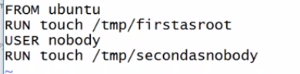 FROM ubuntu
RUN touch /tmp/firstasroot
USER nobody
RUN touch /tmp/secondasnobody
~